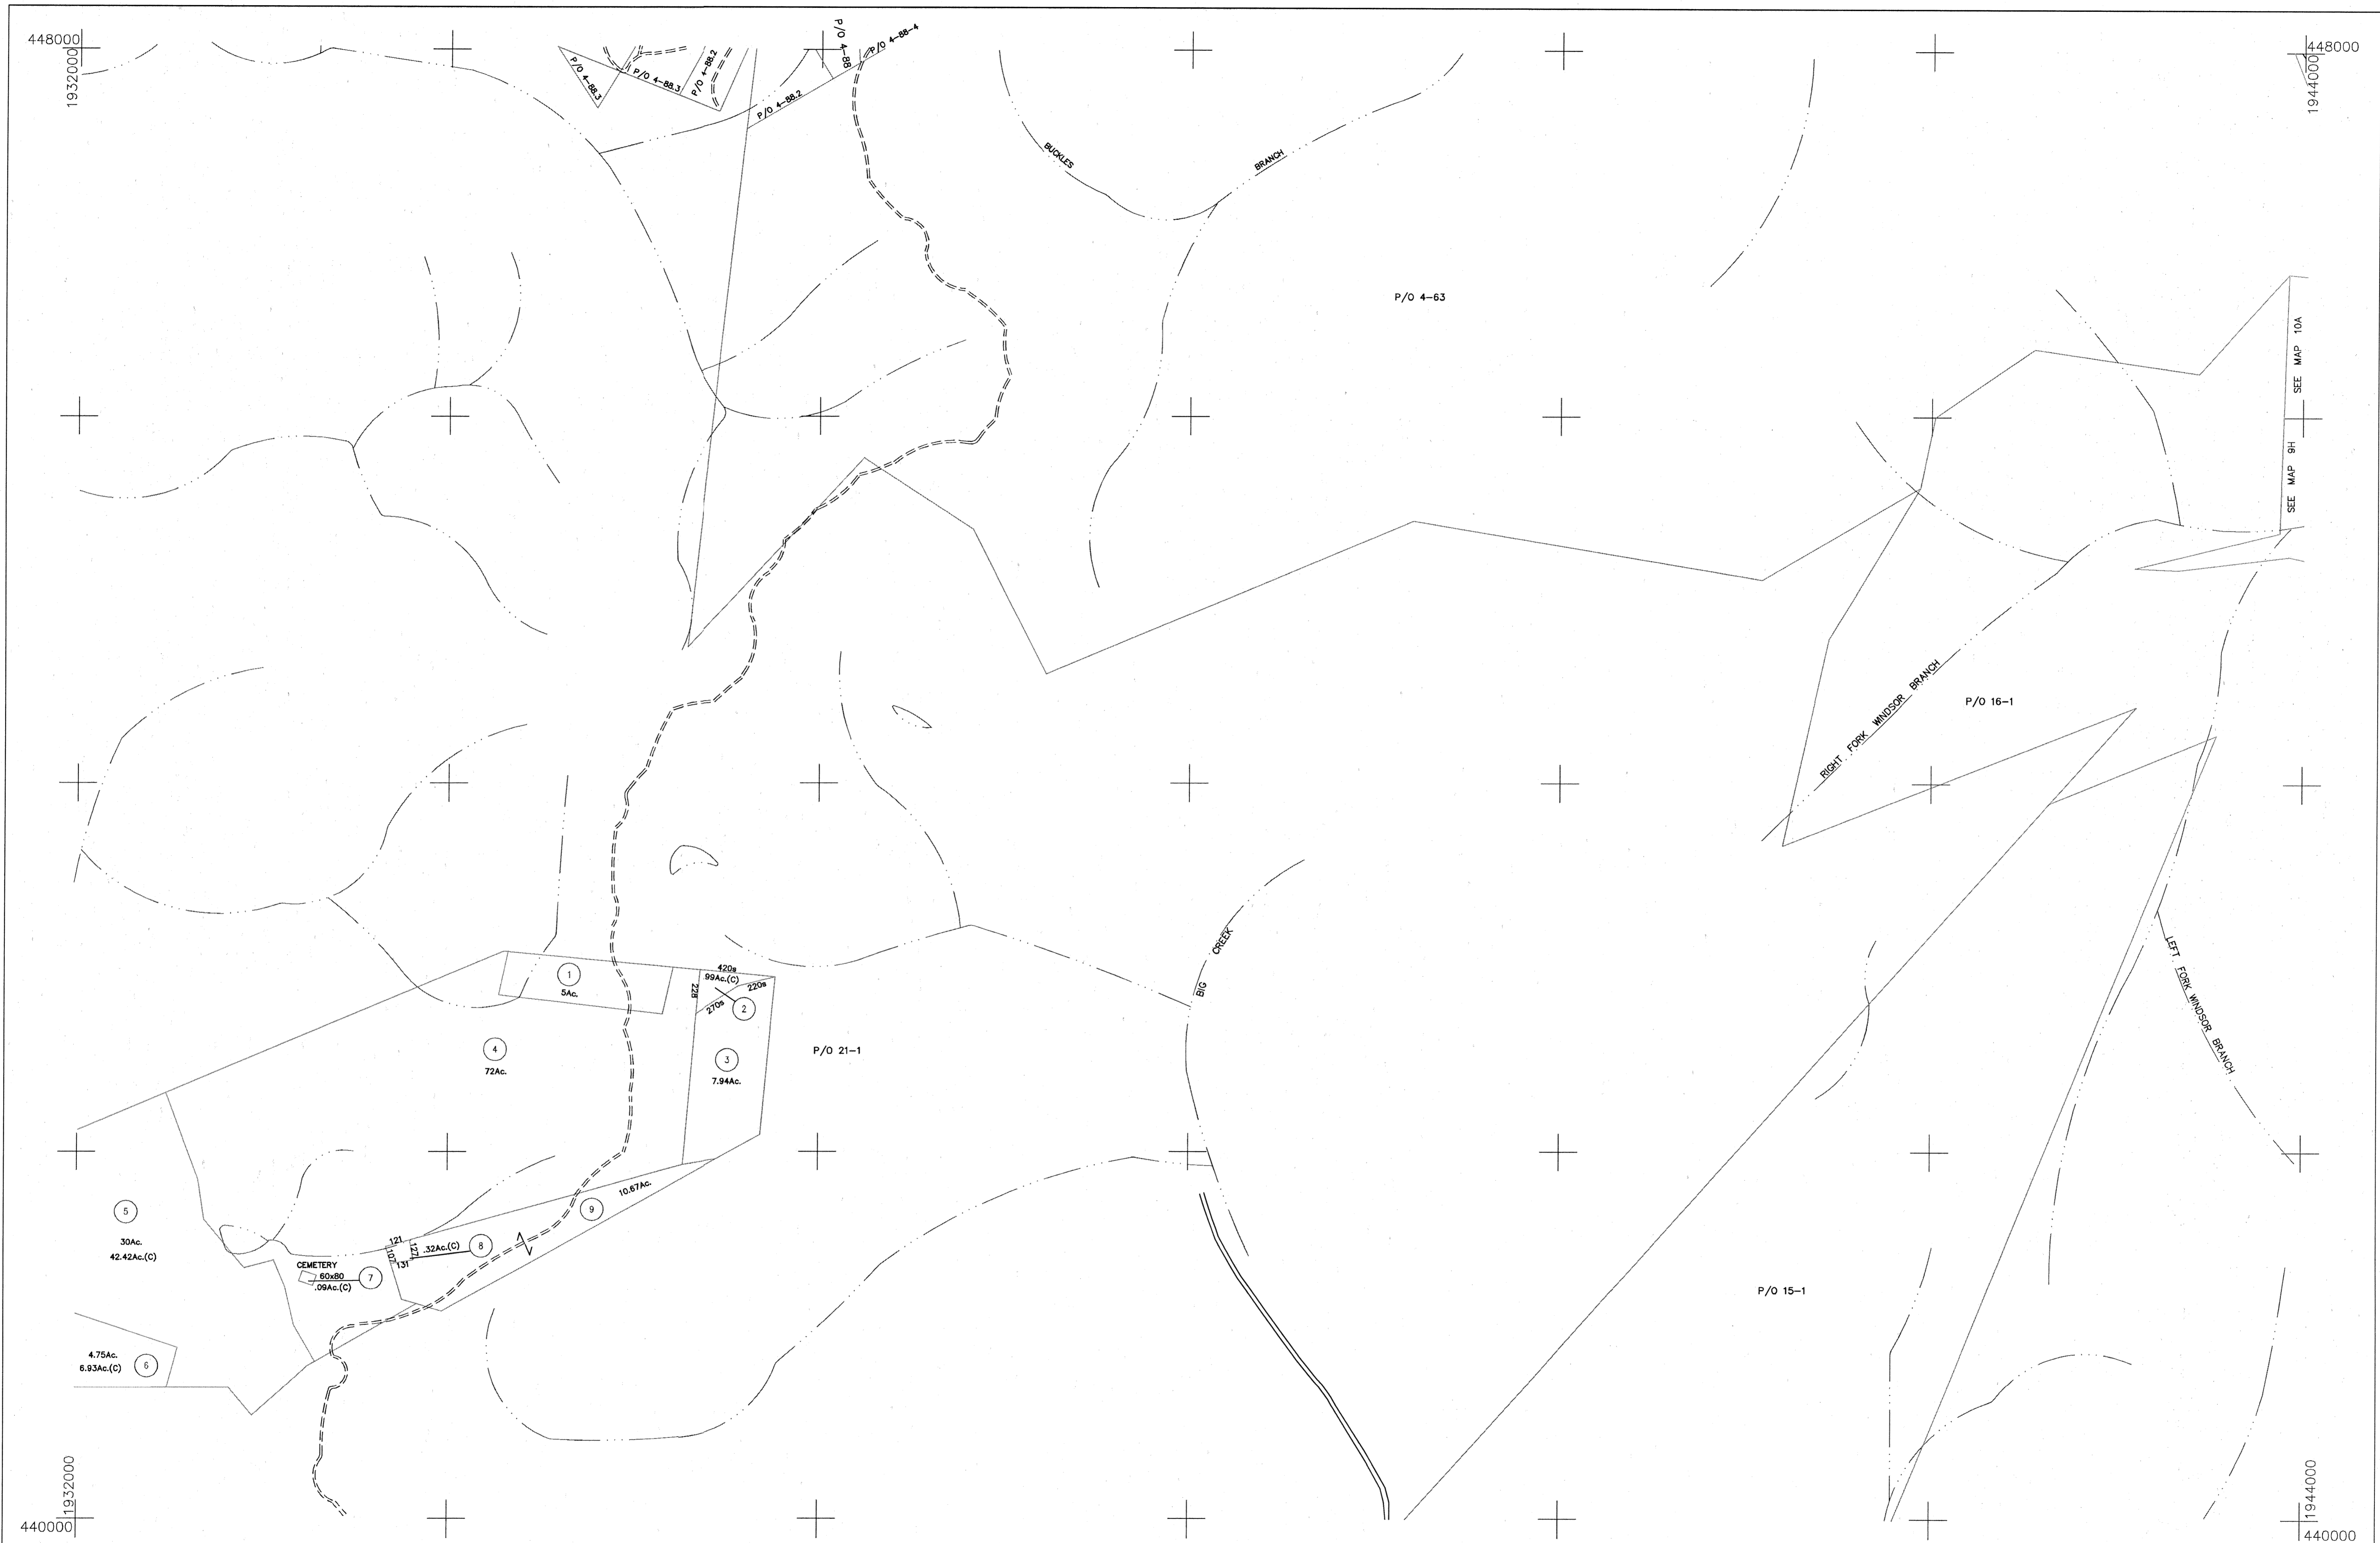 448000
1932000
P/O 4-88.3
P/O 4-88.3
P/O 4-88.2
P/O 4-88.2
P/O 4-88
P/O 4-88-4
448000
1944000
BUCKLES
BRANCH
P/O 4-63
SEE MAP 10A
SEE MAP 9H
RIGHT FORK WINDSOR BRANCH
P/O 16-1
BIG CREEK
LEFT FORK WINDSOR BRANCH
1
5Ac.
420s
.99Ac.(C)
228
220s
270s
2
4
72Ac.
3
7.94Ac.
P/O 21-1
5
30Ac.
42.42Ac.(C)
10.67Ac.
9
121
107
127
131
.32Ac.(C)
8
CEMETERY
60x80
.09Ac.(C)
7
P/O 15-1
4.75Ac.
6.93Ac.(C)
6
1932000
440000
1944000
440000